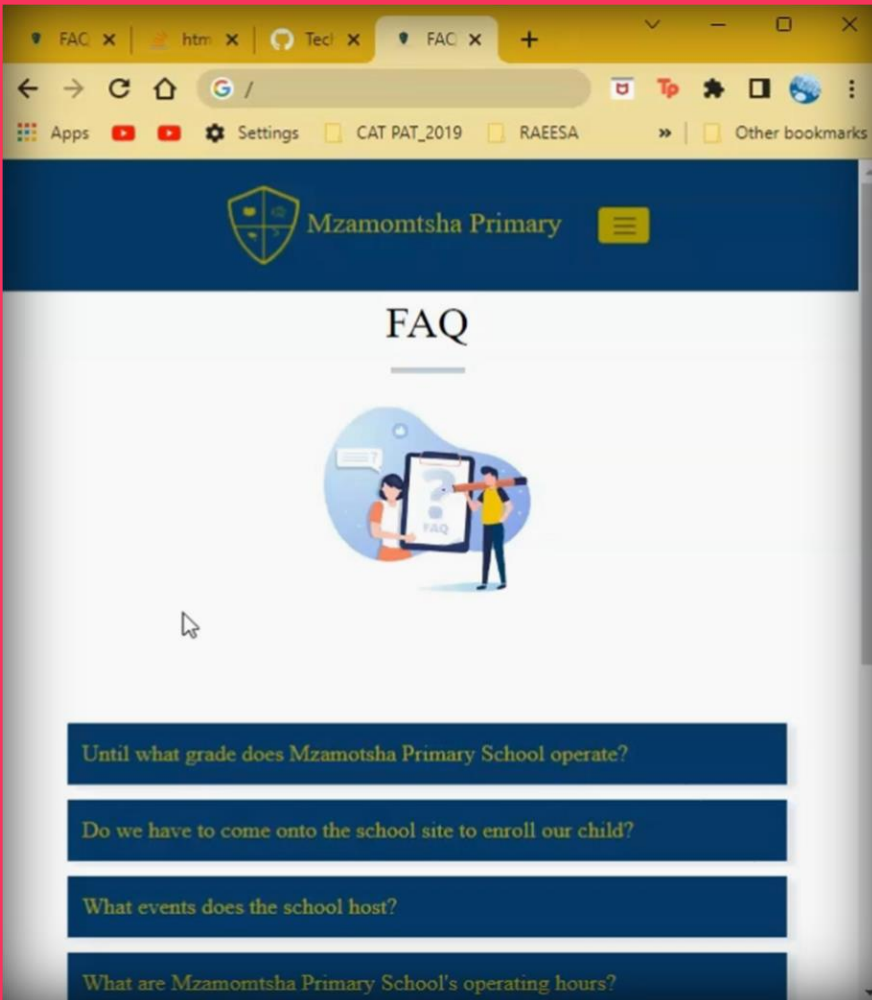 FAQ htm Tecl FAQ
/
Apps Settings CAT PAT_2019 RAEESA » Other bookmarks
Mzamomtsha Primary
FAQ
?
FAQ
Until what grade does Mzamotsha Primary School operate?
Do we have to come onto the school site to enroll our child?
What events does the school host?
What are Mzamomtsha Primary School's operating hours?